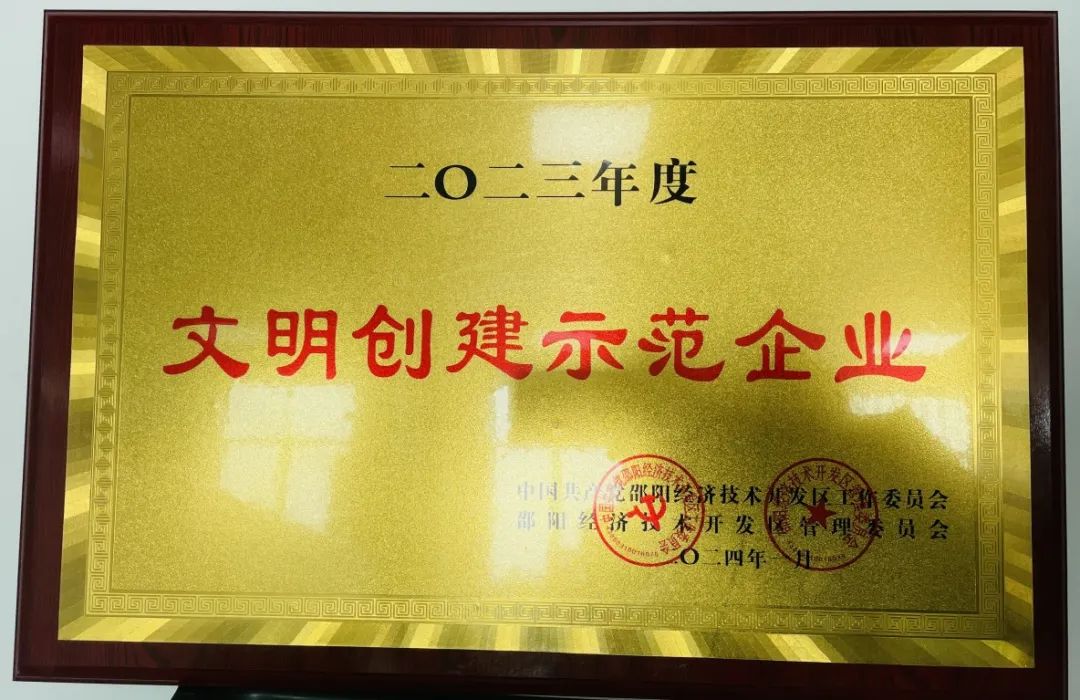 二〇二三年度
文明创建示范企业
中国共产党邵阳经济技术开发区工作委员会
邵阳经济技术开发区管理委员会
二〇二四年一月